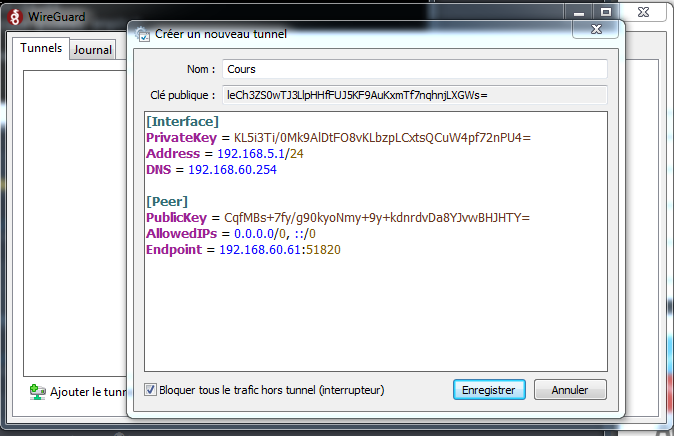 WireGuard
Créer un nouveau tunnel
Tunnels
Journal
Nom :
Cours
Clé publique :
leCh3ZS0wTJ3LlpHHfFUJ5KF9AuKxmTf7nqhnjLXGWs=
[Interface]
PrivateKey = KL5i3Ti/0Mk9AlDtFO8vKLbzpLCxtsQCuW4pf72nPU4=
Address = 192.168.5.1/24
DNS = 192.168.60.254
[Peer]
PublicKey = CqfMBs+7fy/g90kyoNmy+9y+kdnrdvDa8YJvwBHJHTY=
AllowedIPs = 0.0.0.0/0, ::/0
Endpoint = 192.168.60.61:51820
Ajouter le tunn
Bloquer tous le trafic hors tunnel (interrupteur)
Enregistrer
Annuler